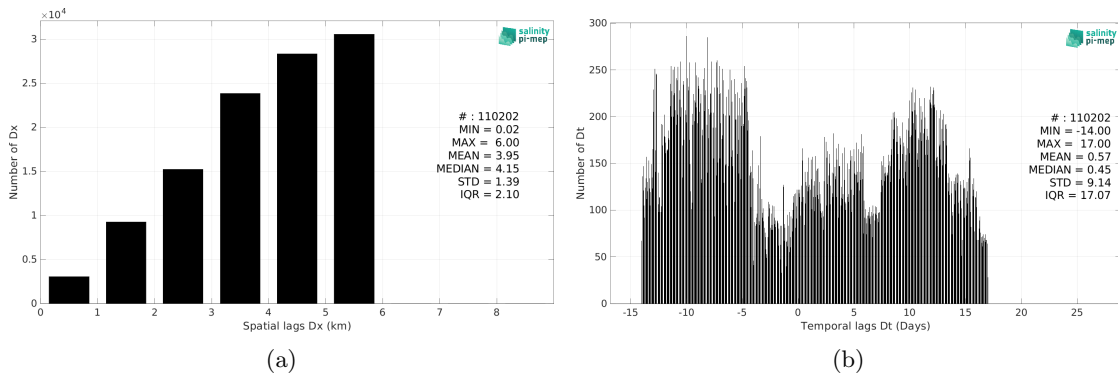 ×10⁴
3
2.5
2
1.5
1
0.5
0
Number of Dx
0 1 2 3 4 5 6 7 8
Spatial lags Dx (km)
salinity
pi-mep
# : 110202
MIN = 0.02
MAX = 6.00
MEAN = 3.95
MEDIAN = 4.15
STD = 1.39
IQR = 2.10
(a)
300
250
200
150
100
50
0
Number of Dt
-15 -10 -5 0 5 10 15 20 25
Temporal lags Dt (Days)
salinity
pi-mep
# : 110202
MIN = -14.00
MAX = 17.00
MEAN = 0.57
MEDIAN = 0.45
STD = 9.14
IQR = 17.07
(b)